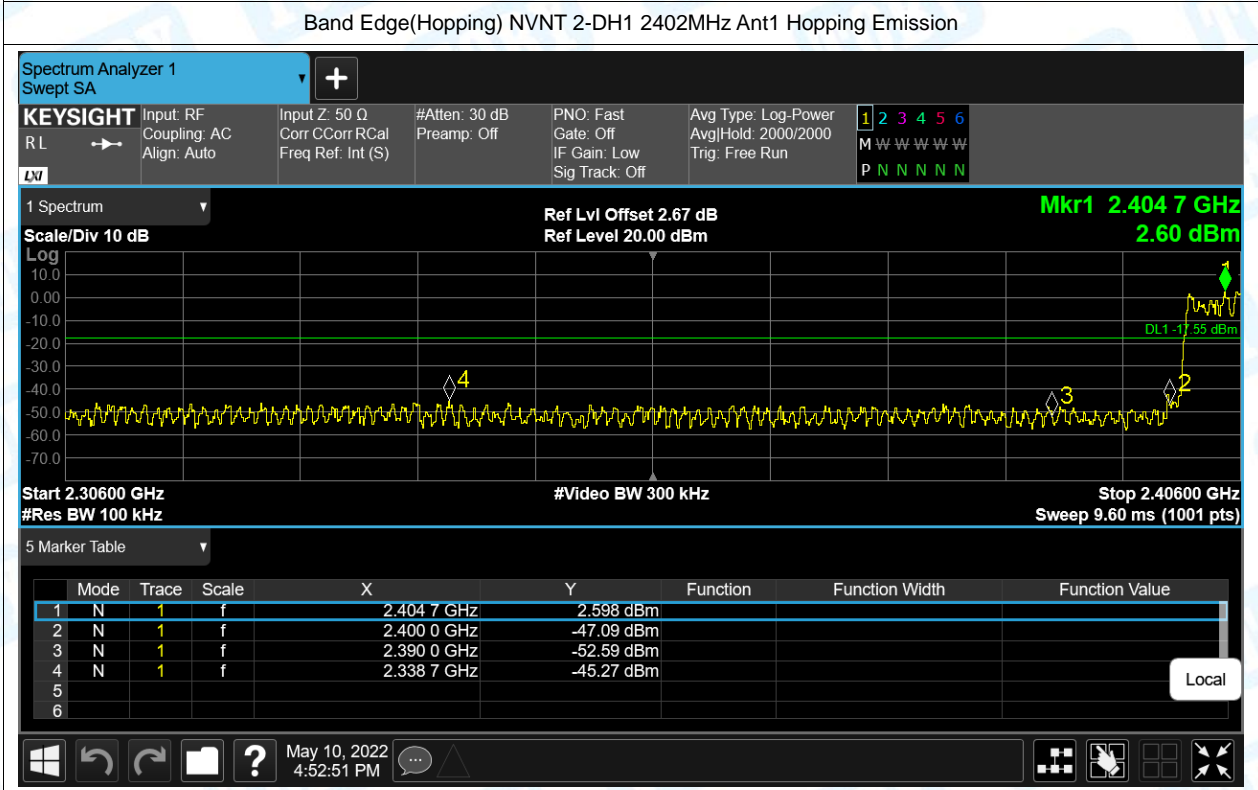 Band Edge(Hopping) NVNT 2-DH1 2402MHz Ant1 Hopping Emission
Spectrum Analyzer 1
Swept SA
KEYSIGHT
RL
LXI
Input: RF
Coupling: AC
Align: Auto
Input Z: 50 Ω
Corr CCorr RCal
Freq Ref: Int (S)
#Atten: 30 dB
Preamp: Off
PNO: Fast
Gate: Off
IF Gain: Low
Sig Track: Off
Avg Type: Log-Power
Avg|Hold: 2000/2000
Trig: Free Run
1 2 3 4 5 6
M W W W W W
P N N N N N
1 Spectrum
Scale/Div 10 dB
Ref Lvl Offset 2.67 dB
Ref Level 20.00 dBm
Mkr1 2.404 7 GHz
2.60 dBm
Log
10.0
0.00
-10.0
-20.0
-30.0
-40.0
-50.0
-60.0
-70.0
1
DL1 -17.55 dBm
4
3
2
Start 2.30600 GHz
#Res BW 100 kHz
#Video BW 300 kHz
Stop 2.40600 GHz
Sweep 9.60 ms (1001 pts)
5 Marker Table
Mode Trace Scale X Y Function Function Width Function Value
1 N 1 f 2.404 7 GHz 2.598 dBm
2 N 1 f 2.400 0 GHz -47.09 dBm
3 N 1 f 2.390 0 GHz -52.59 dBm
4 N 1 f 2.338 7 GHz -45.27 dBm
5
6
Local
?
May 10, 2022
4:52:51 PM